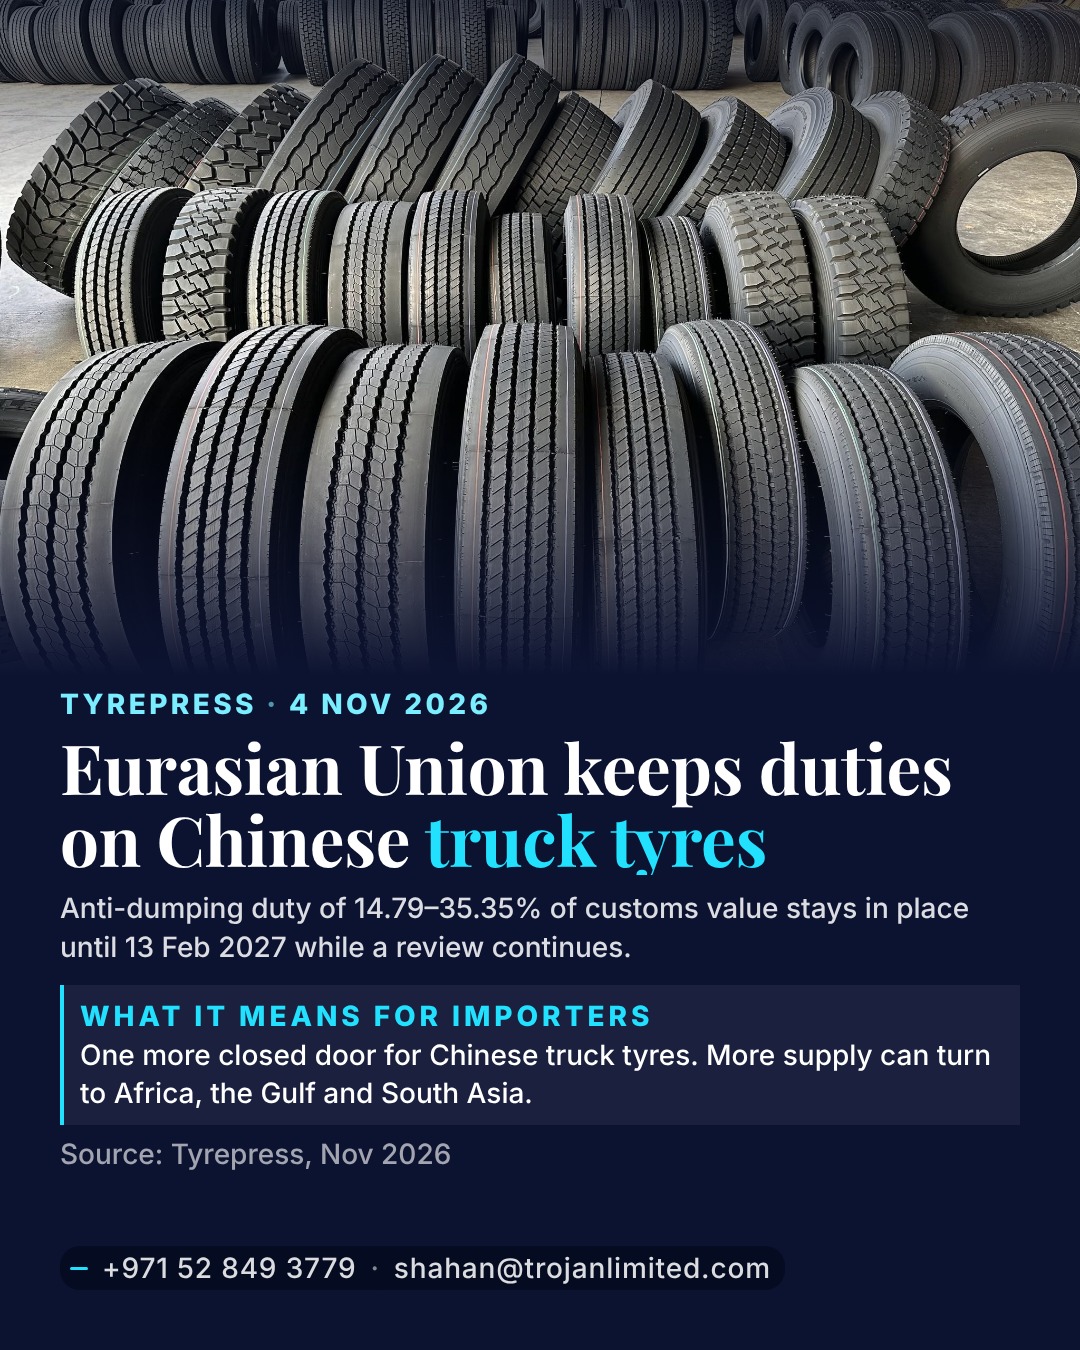 TYREPRESS · 4 NOV 2026
Eurasian Union keeps duties
on Chinese truck tyres
Anti-dumping duty of 14.79–35.35% of customs value stays in place
until 13 Feb 2027 while a review continues.
WHAT IT MEANS FOR IMPORTERS
One more closed door for Chinese truck tyres. More supply can turn
to Africa, the Gulf and South Asia.
Source: Tyrepress, Nov 2026
– +971 52 849 3779 · shahan@trojanlimited.com